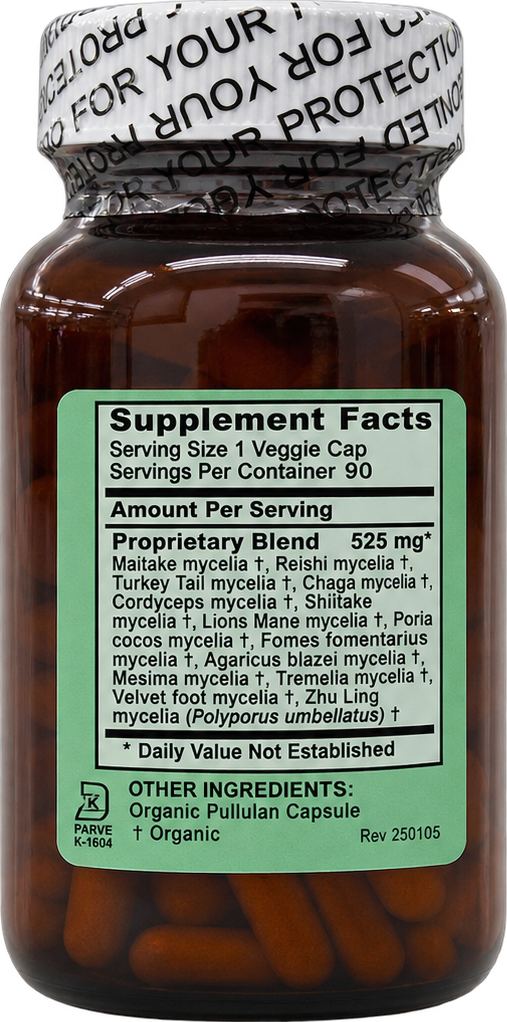 FOR YOUR
PROTECTION
FOR YOUR PROTECTION
FOR YOUR
Supplement Facts
Serving Size 1 Veggie Cap
Servings Per Container 90
Amount Per Serving
Proprietary Blend 525 mg*
Maitake mycelia †, Reishi mycelia †,
Turkey Tail mycelia †, Chaga mycelia †,
Cordyceps mycelia †, Shiitake
mycelia †, Lions Mane mycelia †, Poria
cocos mycelia †, Fomes fomentarius
mycelia †, Agaricus blazei mycelia †,
Mesima mycelia †, Tremelia mycelia †,
Velvet foot mycelia †, Zhu Ling
mycelia (Polyporus umbellatus) †
* Daily Value Not Established
OTHER INGREDIENTS:
Organic Pullulan Capsule
† Organic
K
PARVE
K-1604
Rev 250105